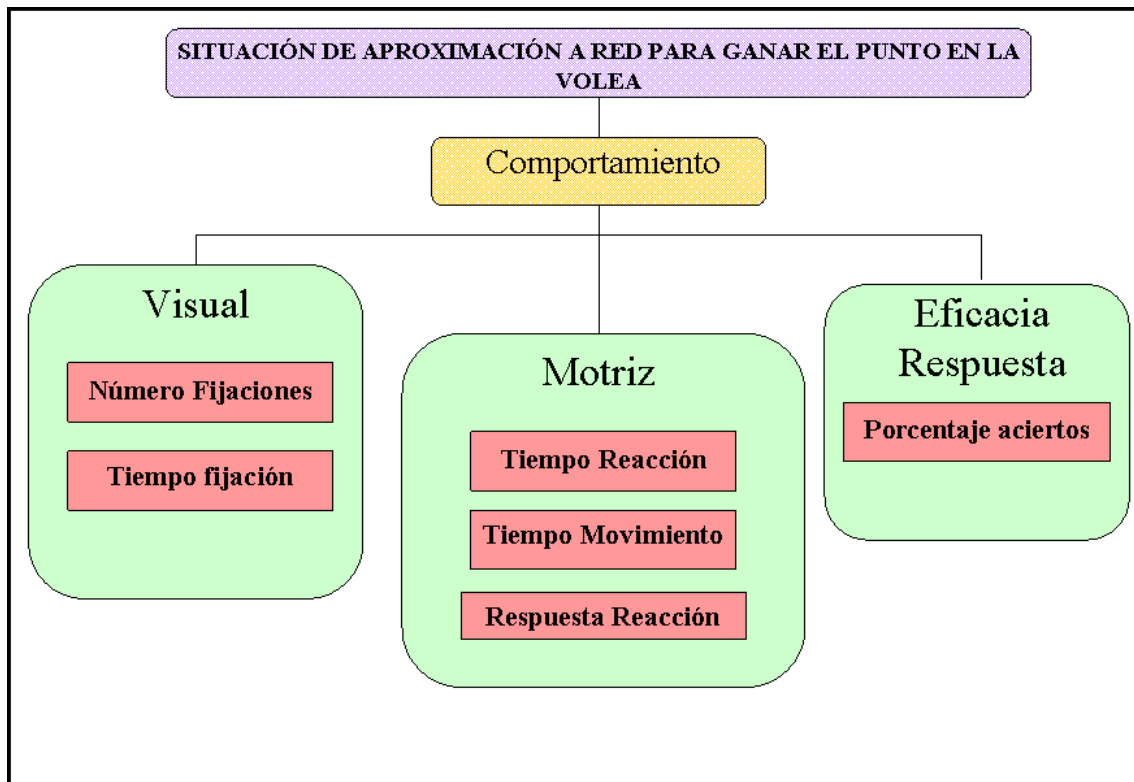 SITUACIÓN DE APROXIMACIÓN A RED PARA GANAR EL PUNTO EN LA
VOLEA
Comportamiento
Visual
Número Fijaciones
Tiempo fijación
Motriz
Tiempo Reacción
Tiempo Movimiento
Respuesta Reacción
Eficacia
Respuesta
Porcentaje aciertos